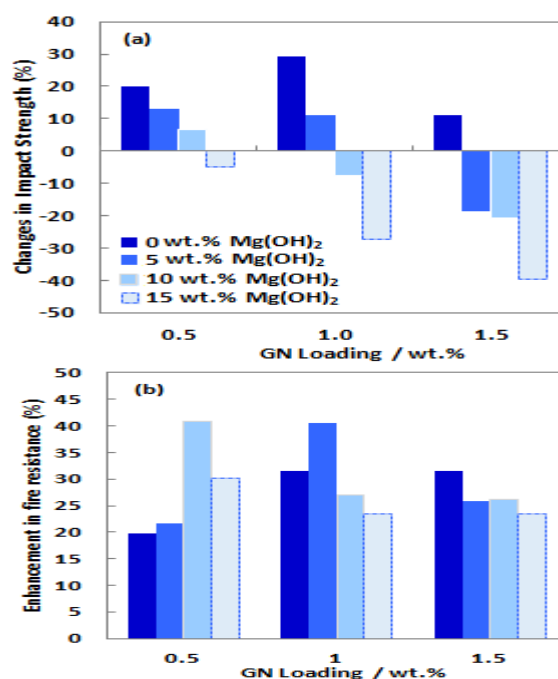 40
(a)
30
20
10
0
-10
-20
-30
-40
-50
Changes in Impact Strength (%)
0 wt.% Mg(OH)2
5 wt.% Mg(OH)2
10 wt.% Mg(OH)2
15 wt.% Mg(OH)2
0.5 1.0 1.5
GN Loading / wt.%
50
(b)
45
40
35
30
25
20
15
10
5
0
Enhancement in fire resistance (%)
0.5 1 1.5
GN Loading / wt.%